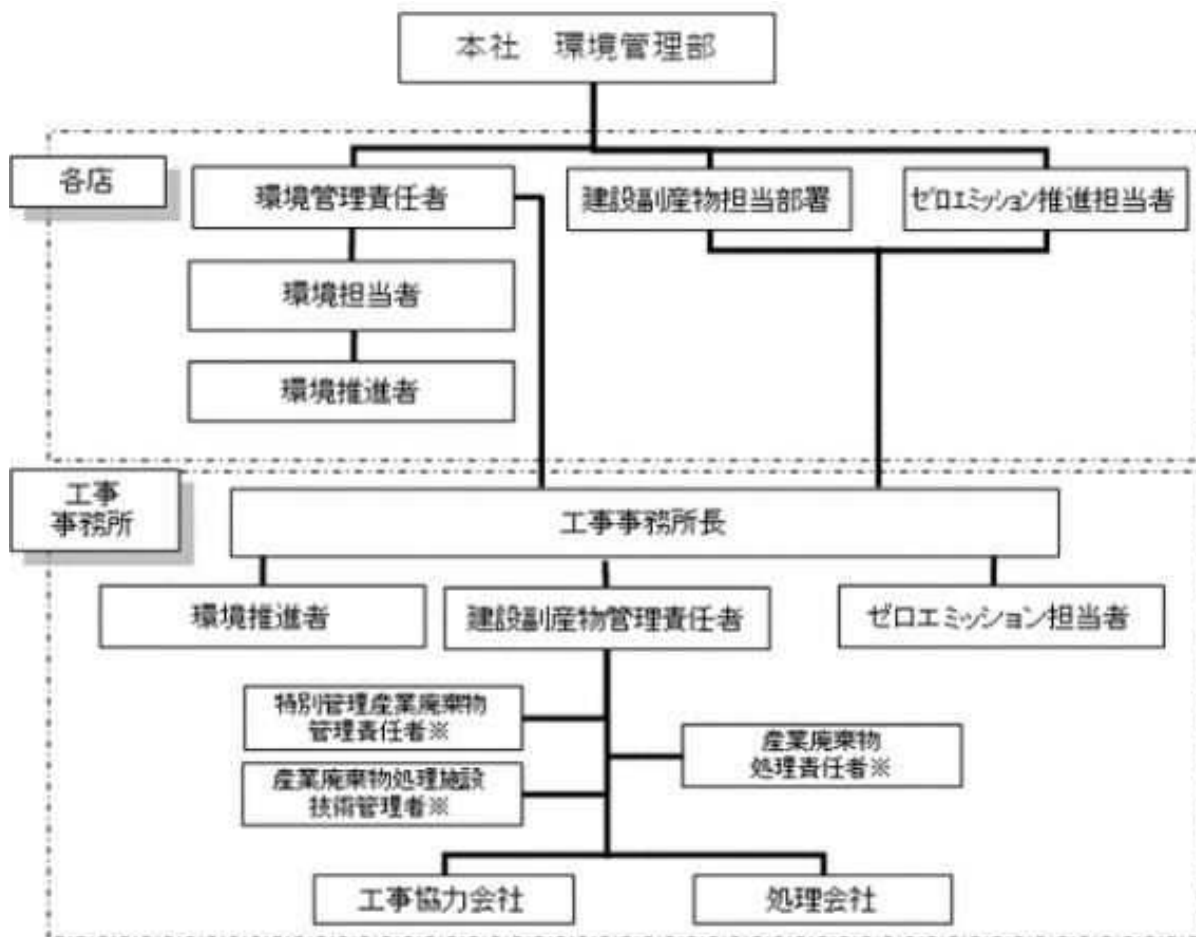 本社 環境管理部
各店
環境管理責任者
建設副産物担当部署
ゼロエミッション推進担当者
環境担当者
環境推進者
工事
事務所
工事事務所長
環境推進者
建設副産物管理責任者
ゼロエミッション担当者
特別管理産業廃棄物
管理責任者※
産業廃棄物
処理責任者※
産業廃棄物処理施設
技術管理者※
工事協力会社
処理会社